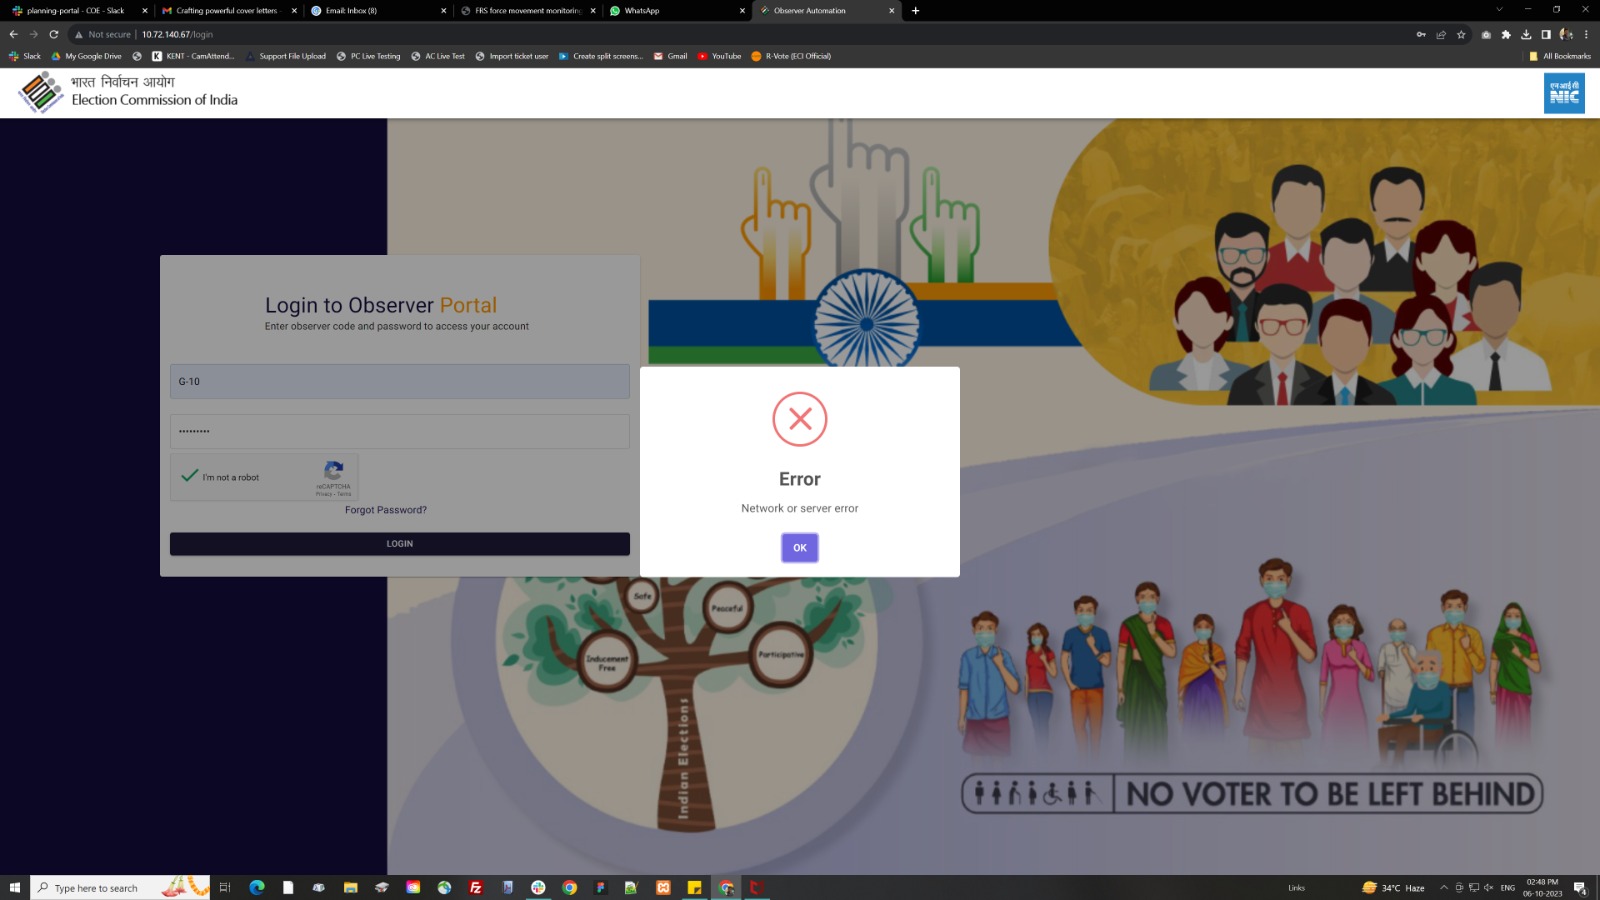 planning-portal - COE - Slack
Crafting powerful cover letters -
Email: Inbox (8)
FRS force movement monitoring
WhatsApp
Observer Automation
Not secure
10.72.140.67/login
Slack
My Google Drive
KENT - CamAttend...
Support File Upload
PC Live Testing
AC Live Test
Import ticket user
Create split screens...
Gmail
YouTube
R-Vote (ECI Official)
All Bookmarks
भारत निर्वाचन आयोग
Election Commission of India
एन आई सी
NIC
Login to Observer Portal
Enter observer code and password to access your account
G-10
I'm not a robot
reCAPTCHA
Privacy - Terms
Forgot Password?
LOGIN
Error
Network or server error
OK
Safe
Peaceful
Inducement
Free
Participative
Indian Elections
NO VOTER TO BE LEFT BEHIND
Type here to search
Links
34°C Haze
ENG
02:48 PM
06-10-2023